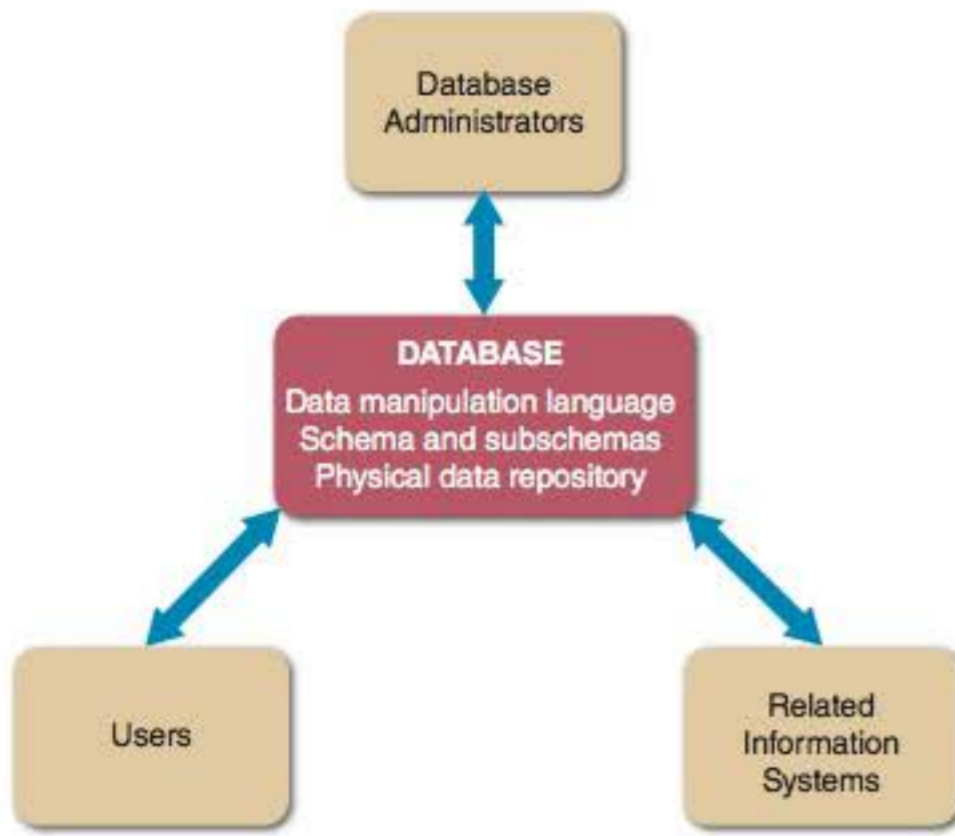 Database
Administrators
DATABASE
Data manipulation language
Schema and subschemas
Physical data repository
Users
Related
Information
Systems